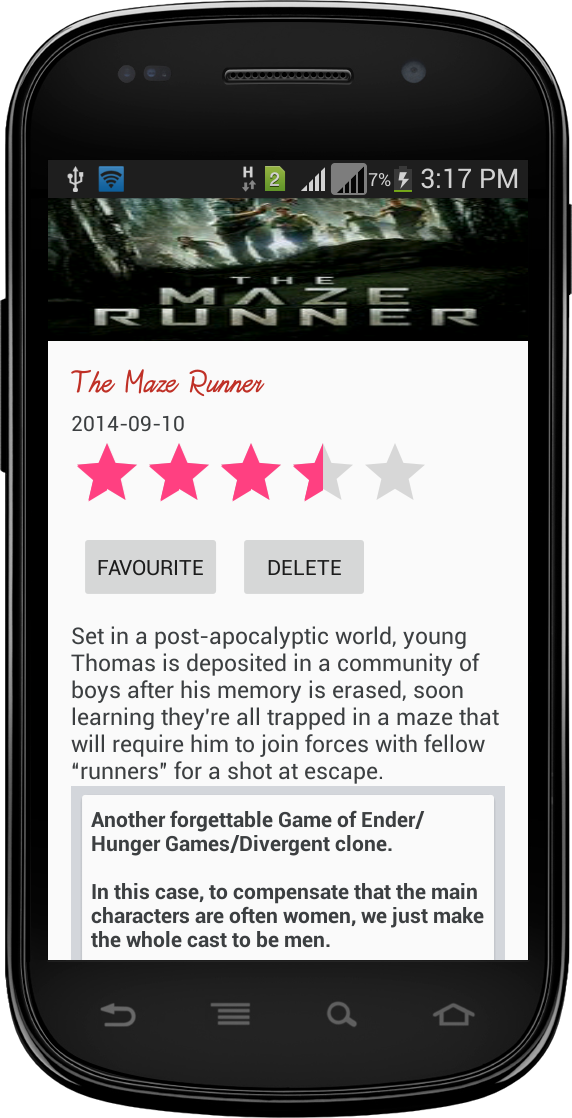 H 2 7% 3:17 PM
THE
MAZE
RUNNER
The Maze Runner
2014-09-10
FAVOURITE DELETE
Set in a post-apocalyptic world, young
Thomas is deposited in a community of
boys after his memory is erased, soon
learning they're all trapped in a maze that
will require him to join forces with fellow
“runners” for a shot at escape.
Another forgettable Game of Ender/
Hunger Games/Divergent clone.
In this case, to compensate that the main
characters are often women, we just make
the whole cast to be men.